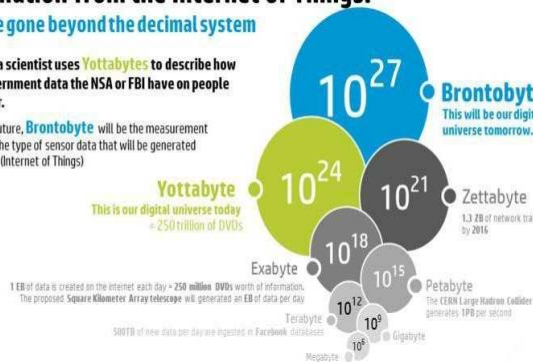 from the Internet of Things.
e gone beyond the decimal system
a scientist uses Yottabytes to describe how
ernment data the NSA or FBI have on people
r.
uture, Brontobyte will be the measurement
he type of sensor data that will be generated
(Internet of Things)
10^27
Brontobyt
This will be our digit
universe tomorrow.
Yottabyte
This is our digital universe today
= 250 trillion of DVDs
10^24
10^21
Zettabyte
1.3 ZB of network tra
by 2016
10^18
Exabyte
1 EB of data is created on the internet each day = 250 million DVDs worth of information.
The proposed Square Kilometer Array telescope will generated an EB of data per day
10^15
Petabyte
The CERN Large Hadron Collider
generates 1PB per second
10^12
Terabyte
500TB of new data per day are ingested in Facebook databases
10^9
Gigabyte
10^6
Megabyte